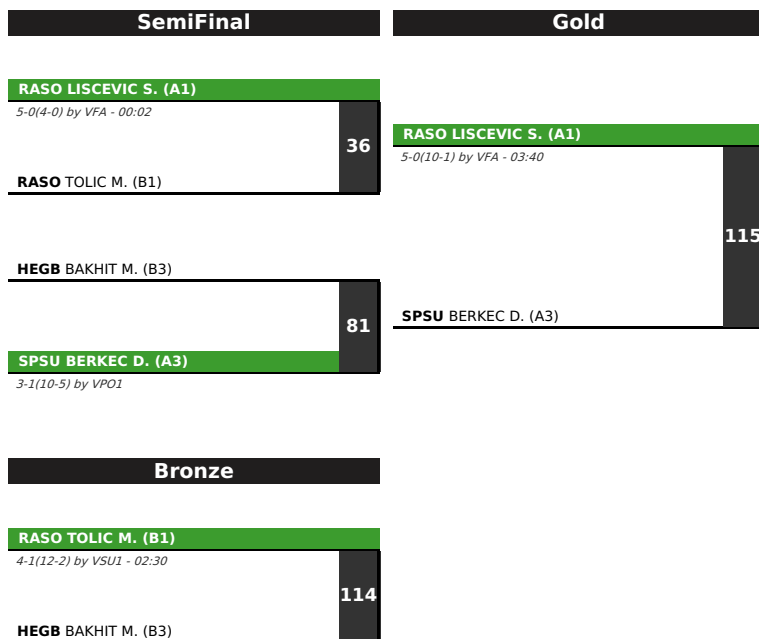 SemiFinal
RASO LISCEVIC S. (A1)
5-0(4-0) by VFA - 00:02
36
RASO TOLIC M. (B1)
HEGB BAKHIT M. (B3)
81
SPSU BERKEC D. (A3)
3-1(10-5) by VPO1
Gold
RASO LISCEVIC S. (A1)
5-0(10-1) by VFA - 03:40
115
SPSU BERKEC D. (A3)
Bronze
RASO TOLIC M. (B1)
4-1(12-2) by VSU1 - 02:30
114
HEGB BAKHIT M. (B3)